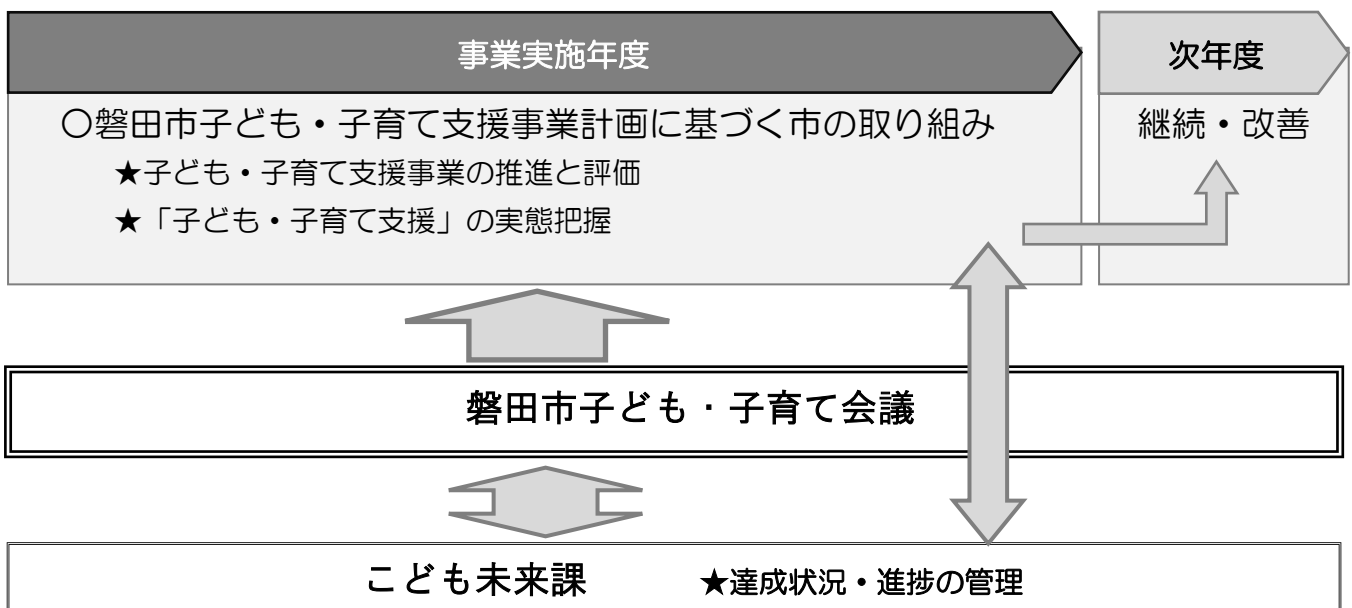 事業実施年度
次年度
〇磐田市子ども・子育て支援事業計画に基づく市の取り組み
継続・改善
★子ども・子育て支援事業の推進と評価
★「子ども・子育て支援」の実態把握
磐田市子ども・子育て会議
こども未来課 ★達成状況・進捗の管理